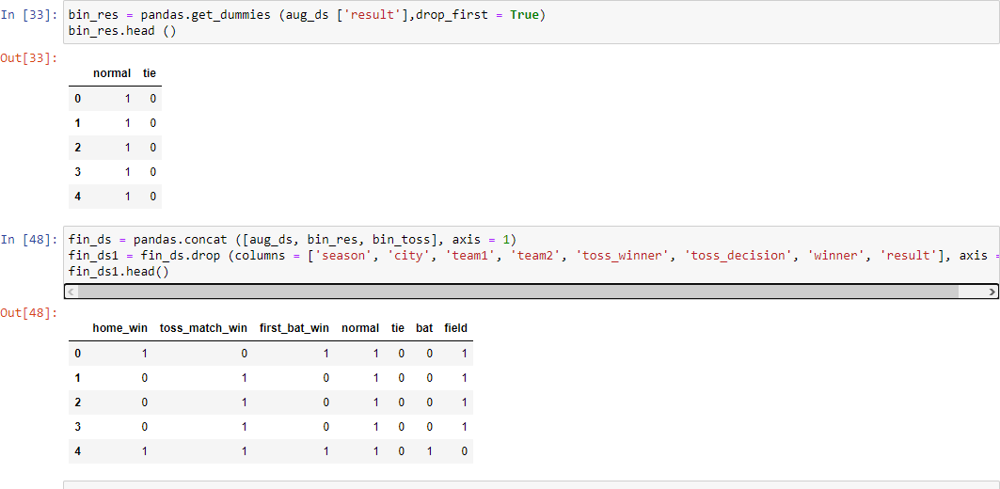 In [33]: bin_res = pandas.get_dummies (aug_ds ['result'],drop_first = True)
bin_res.head ()
Out[33]:
normal tie
0 1 0
1 1 0
2 1 0
3 1 0
4 1 0
In [48]: fin_ds = pandas.concat ([aug_ds, bin_res, bin_toss], axis = 1)
fin_ds1 = fin_ds.drop (columns = ['season', 'city', 'team1', 'team2', 'toss_winner', 'toss_decision', 'winner', 'result'], axis =
fin_ds1.head()
Out[48]:
home_win toss_match_win first_bat_win normal tie bat field
0 1 0 1 1 0 0 1
1 0 1 0 1 0 0 1
2 0 1 0 1 0 0 1
3 0 1 0 1 0 0 1
4 1 1 1 1 0 1 0